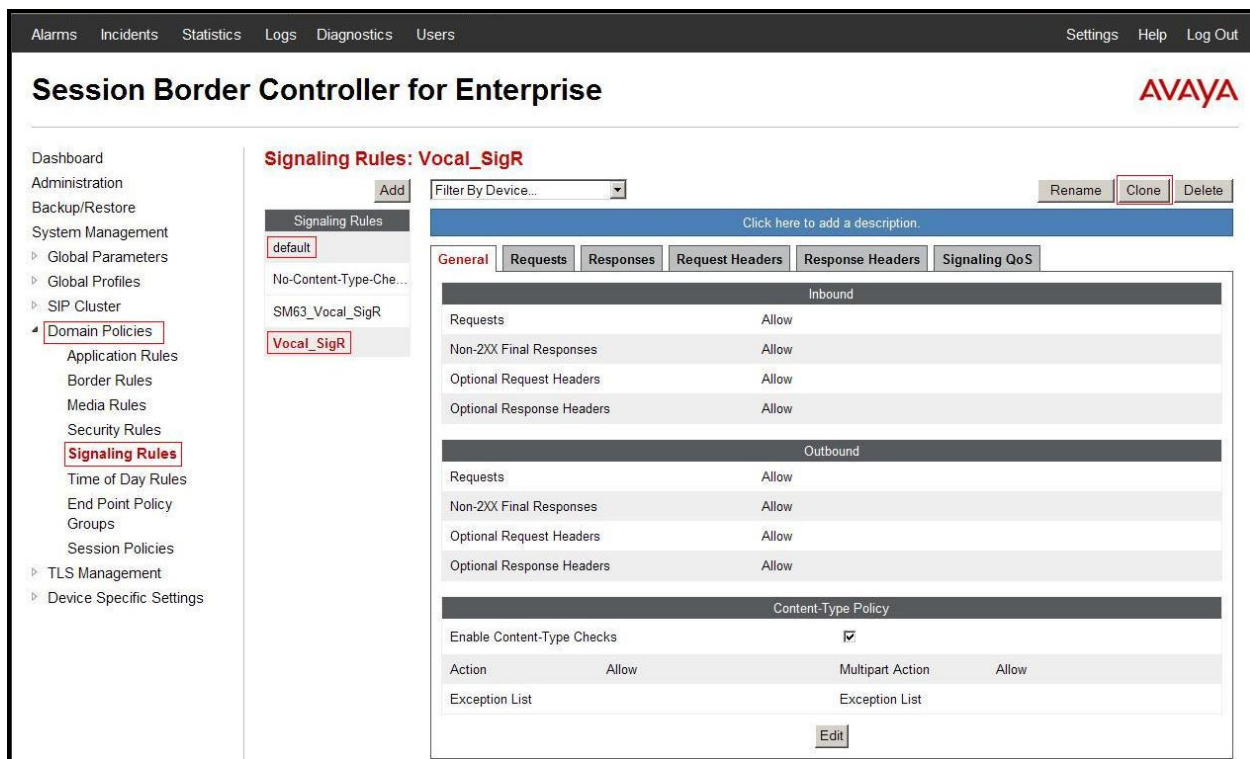 Alarms Incidents Statistics Logs Diagnostics Users Settings Help Log Out
Session Border Controller for Enterprise
AVAYA
Dashboard
Administration
Backup/Restore
System Management
Global Parameters
Global Profiles
SIP Cluster
Domain Policies
Application Rules
Border Rules
Media Rules
Security Rules
Signaling Rules
Time of Day Rules
End Point Policy
Groups
Session Policies
TLS Management
Device Specific Settings
Signaling Rules: Vocal_SigR
Add
Filter By Device...
Rename Clone Delete
Signaling Rules
default
No-Content-Type-Che...
SM63_Vocal_SigR
Vocal_SigR
Click here to add a description.
General Requests Responses Request Headers Response Headers Signaling QoS
Inbound
Requests Allow
Non-2XX Final Responses Allow
Optional Request Headers Allow
Optional Response Headers Allow
Outbound
Requests Allow
Non-2XX Final Responses Allow
Optional Request Headers Allow
Optional Response Headers Allow
Content-Type Policy
Enable Content-Type Checks
Action Allow Multipart Action Allow
Exception List Exception List
Edit